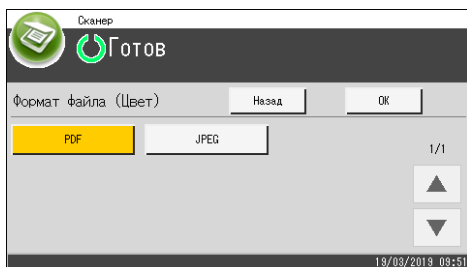 Сканер
Готов
Формат файла (Цвет) Назад OK
PDF JPEG
1/1
19/03/2019 09:51